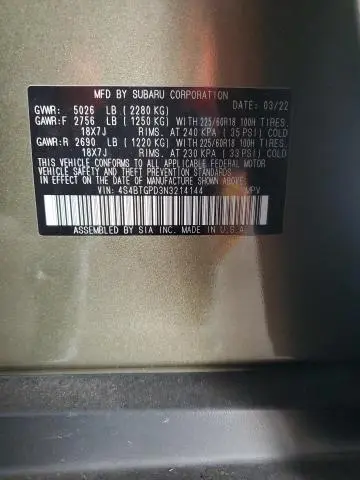 MFD BY SUBARU CORPORATION DATE: 03/22
GVWR: 5026 LB ( 2280 KG)
GAWR:F 2756 LB ( 1250 KG) WITH 225/60R18 100H TIRES,
18X7J RIMS. AT 240 KPA ( 35 PSI) COLD
GAWR:R 2690 LB ( 1220 KG) WITH 225/60R18 100H TIRES,
18X7J RIMS. AT 230 KPA ( 33 PSI) COLD
THIS VEHICLE CONFORMS TO ALL APPLICABLE FEDERAL MOTOR
VEHICLE SAFETY AND THEFT PREVENTION STANDARDS
IN EFFECT ON THE DATE OF MANUFACTURE SHOWN ABOVE.
VIN: 4S4BTGPD3N3214144 MPV
ASSEMBLED BY SIA INC. MADE IN U.S.A